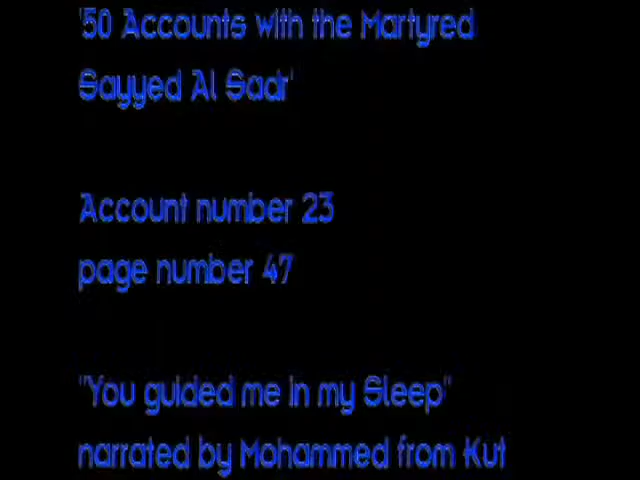 '50 Accounts with the Martyred
Sayyed Al Sadr'
Account number 23
page number 47
"You guided me in my Sleep"
narrated by Mohammed from Kut